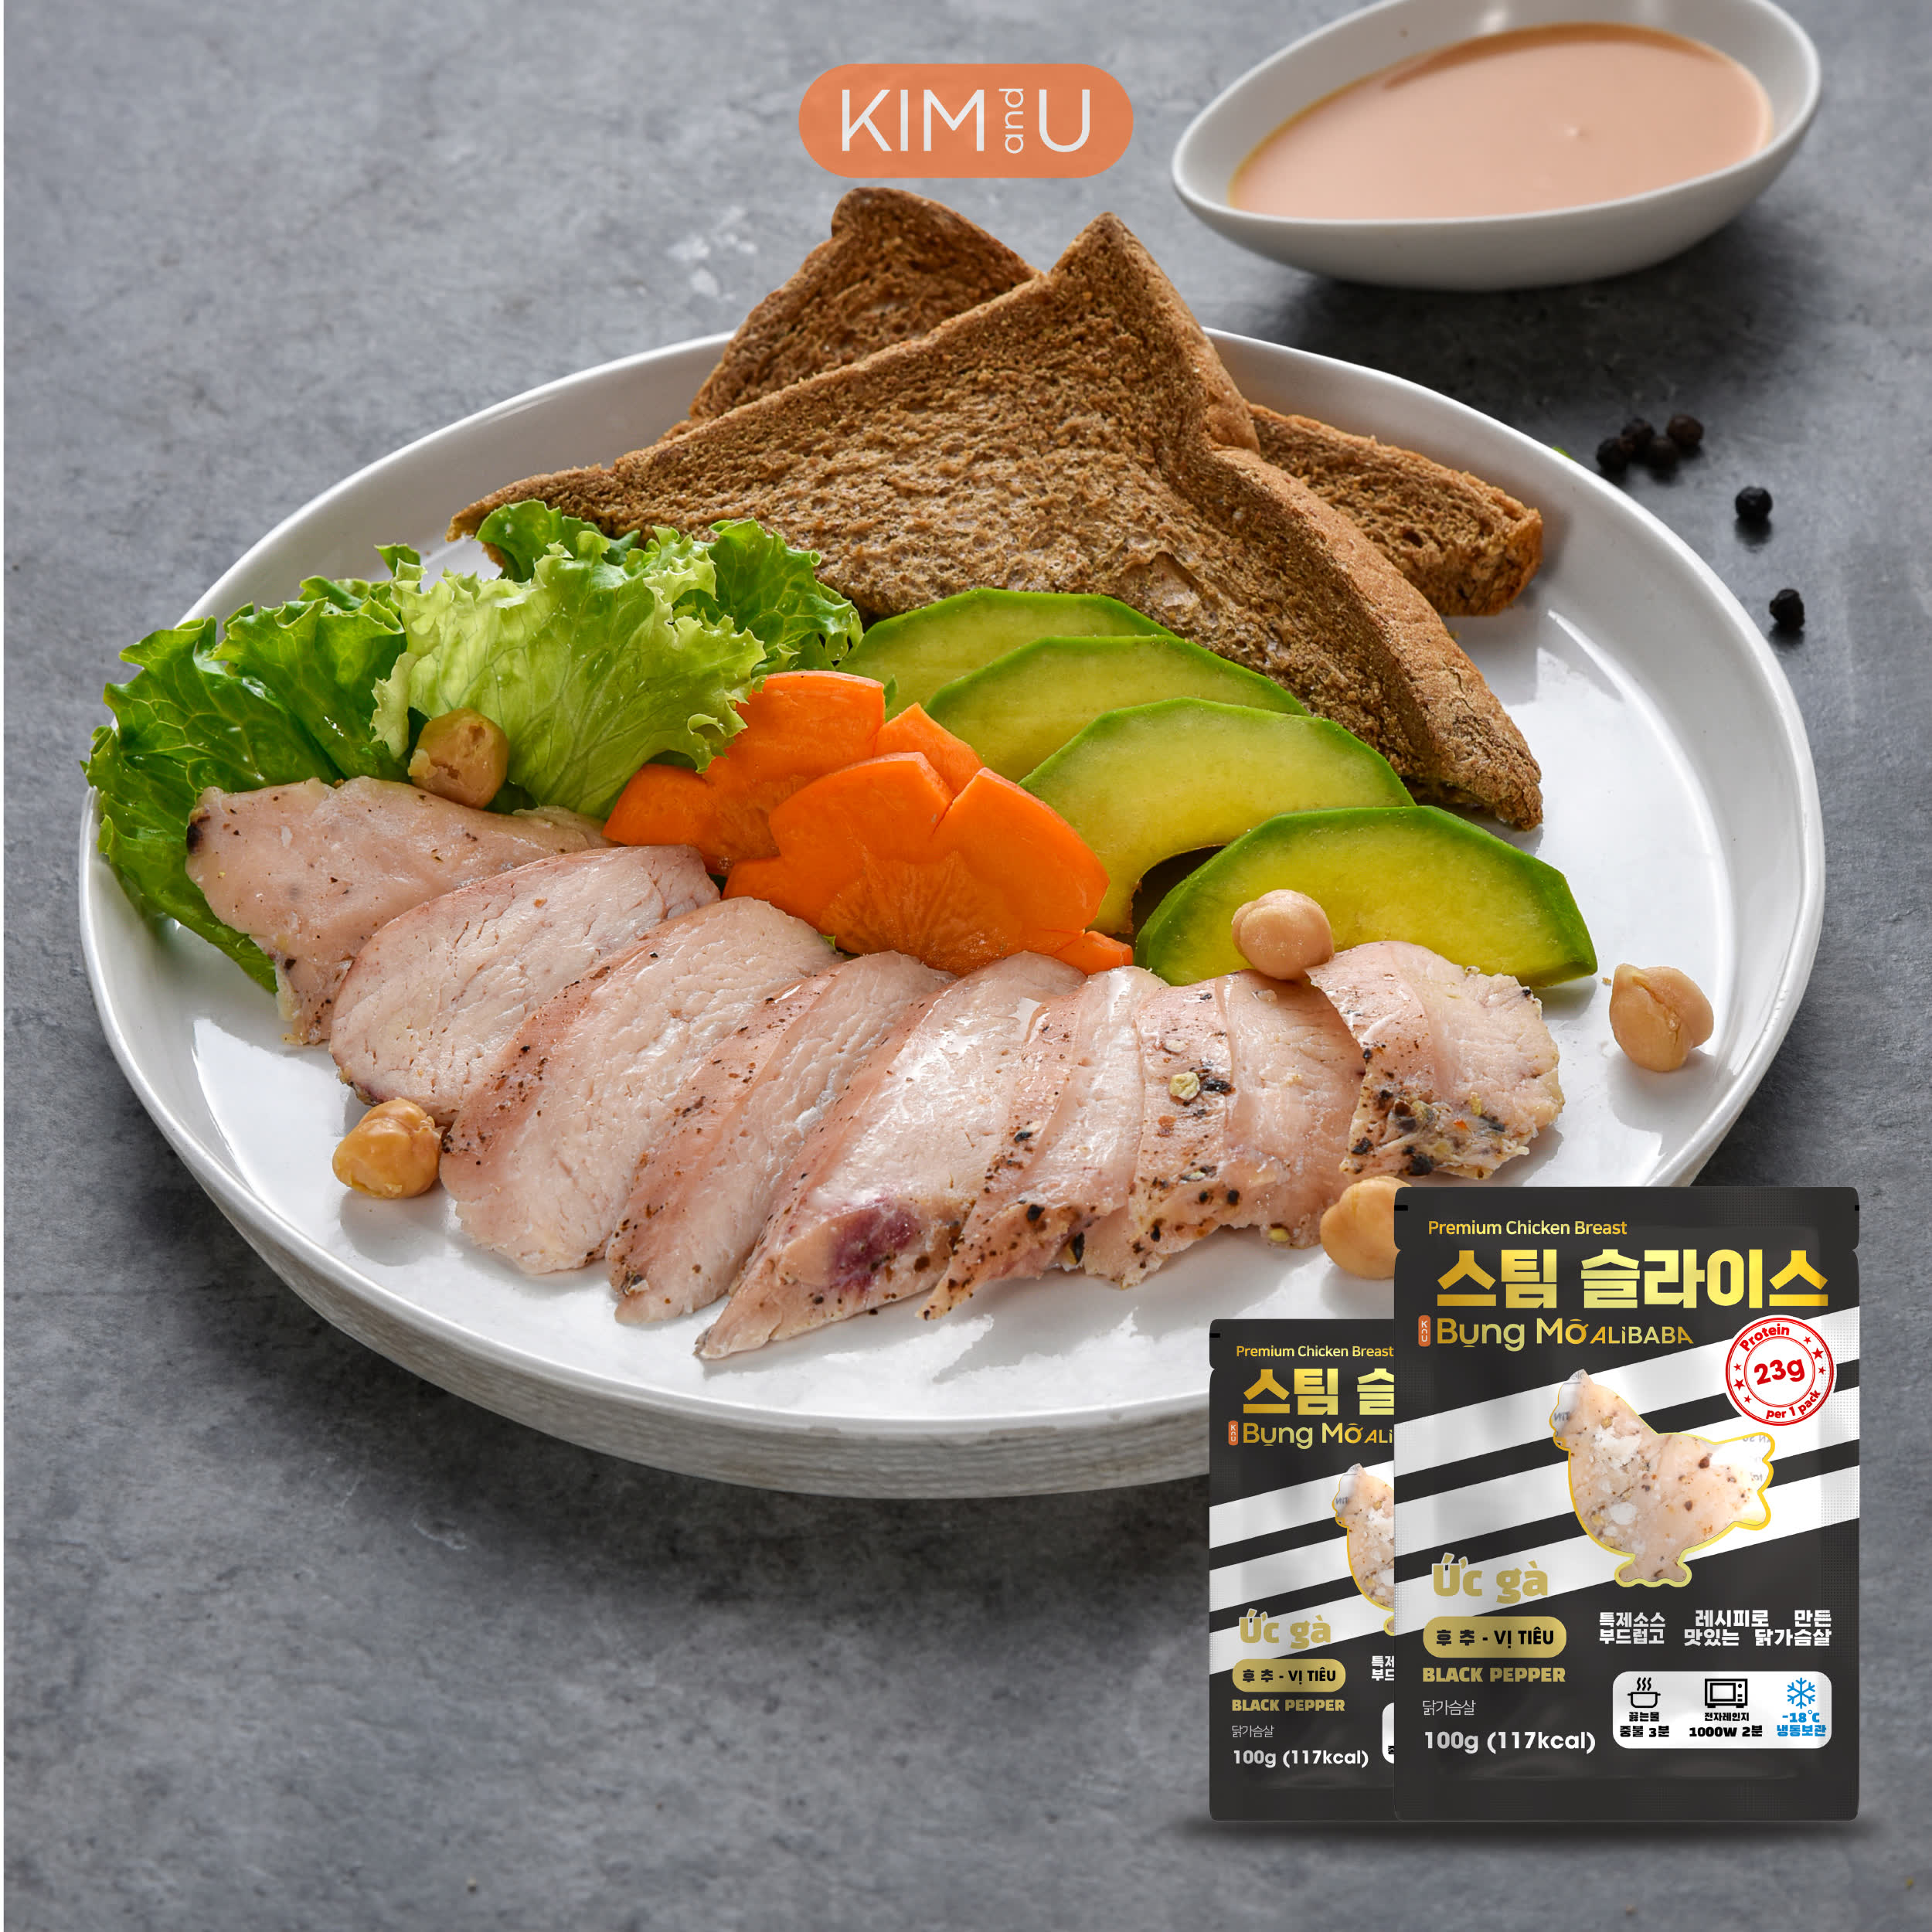 KIM and U
Premium Chicken Breast
스팀 슬라이스
KnU Bụng Mỡ ALiBABA
Protein
23g
per 1 pack
Ức gà
후 추 - VỊ TIÊU
BLACK PEPPER
닭가슴살
100g (117kcal)
특제소스 레시피로 만든
부드럽고 맛있는 닭가슴살
끓는물
중불 3분
전자레인지
1000W 2분
-18℃
냉동보관
Premium Chicken Breast
스팀 슬
KnU Bụng Mỡ ALi
Ức gà
후 추 - VỊ TIÊU
BLACK PEPPER
닭가슴살
100g (117kcal)
특제